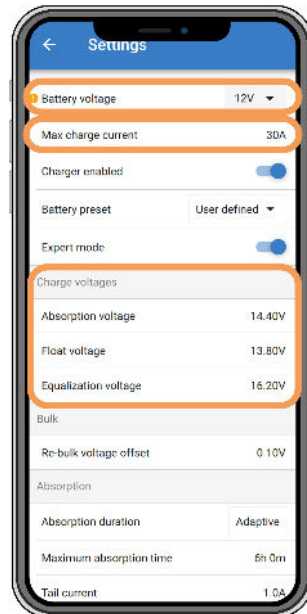 Settings
Battery voltage 12V
Max charge current 30A
Charger enabled
Battery preset User defined
Expert mode
Charge voltages
Absorption voltage 14.40V
Float voltage 13.80V
Equalization voltage 16.20V
Bulk
Re-bulk voltage offset 0.10V
Absorption
Absorption duration Adaptive
Maximum absorption time 6h 0m
Tail current 1.0A